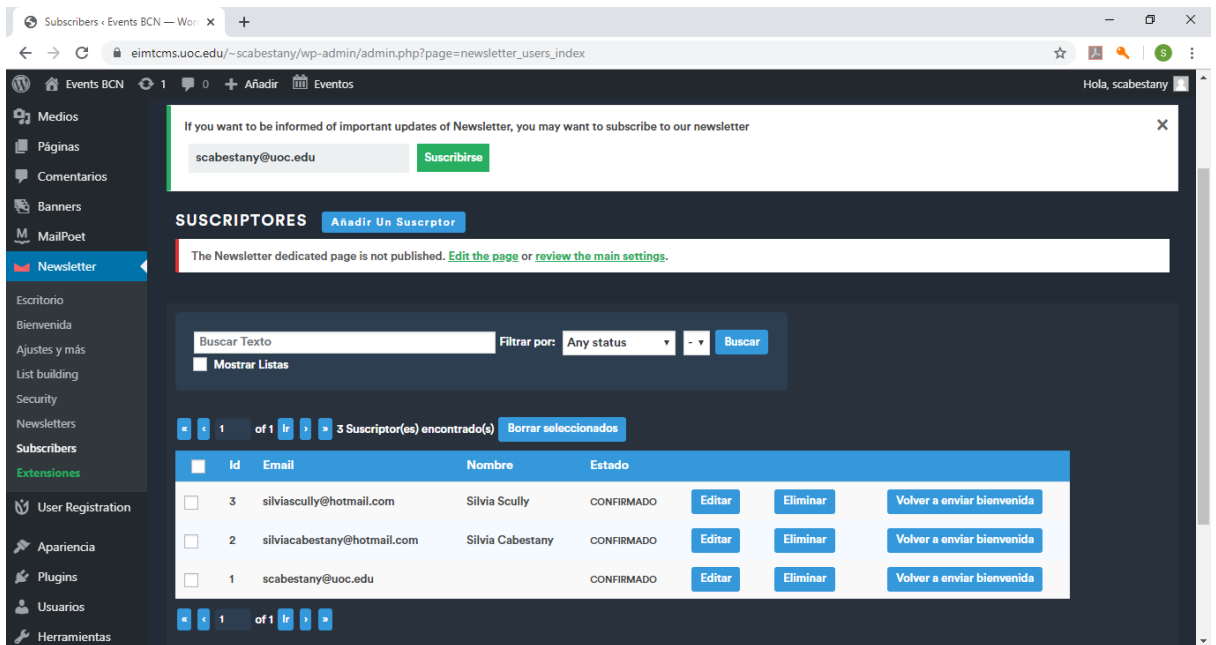 Subscribers ‹ Events BCN — Wor
eimtcms.uoc.edu/~scabestany/wp-admin/admin.php?page=newsletter_users_index
S
Events BCN 1 0 Añadir Eventos Hola, scabestany
Medios
Páginas
Comentarios
Banners
MailPoet
Newsletter
Escritorio
Bienvenida
Ajustes y más
List building
Security
Newsletters
Subscribers
Extensiones
User Registration
Apariencia
Plugins
Usuarios
Herramientas
If you want to be informed of important updates of Newsletter, you may want to subscribe to our newsletter
scabestany@uoc.edu Suscribirse
SUSCRIPTORES Añadir Un Suscrptor
The Newsletter dedicated page is not published. Edit the page or review the main settings.
Buscar Texto Filtrar por: Any status - Buscar
Mostrar Listas
« ‹ 1 of 1 Ir › » 3 Suscriptor(es) encontrado(s) Borrar seleccionados
Id Email Nombre Estado
3 silviascully@hotmail.com Silvia Scully CONFIRMADO Editar Eliminar Volver a enviar bienvenida
2 silviacabestany@hotmail.com Silvia Cabestany CONFIRMADO Editar Eliminar Volver a enviar bienvenida
1 scabestany@uoc.edu CONFIRMADO Editar Eliminar Volver a enviar bienvenida
« ‹ 1 of 1 Ir › »